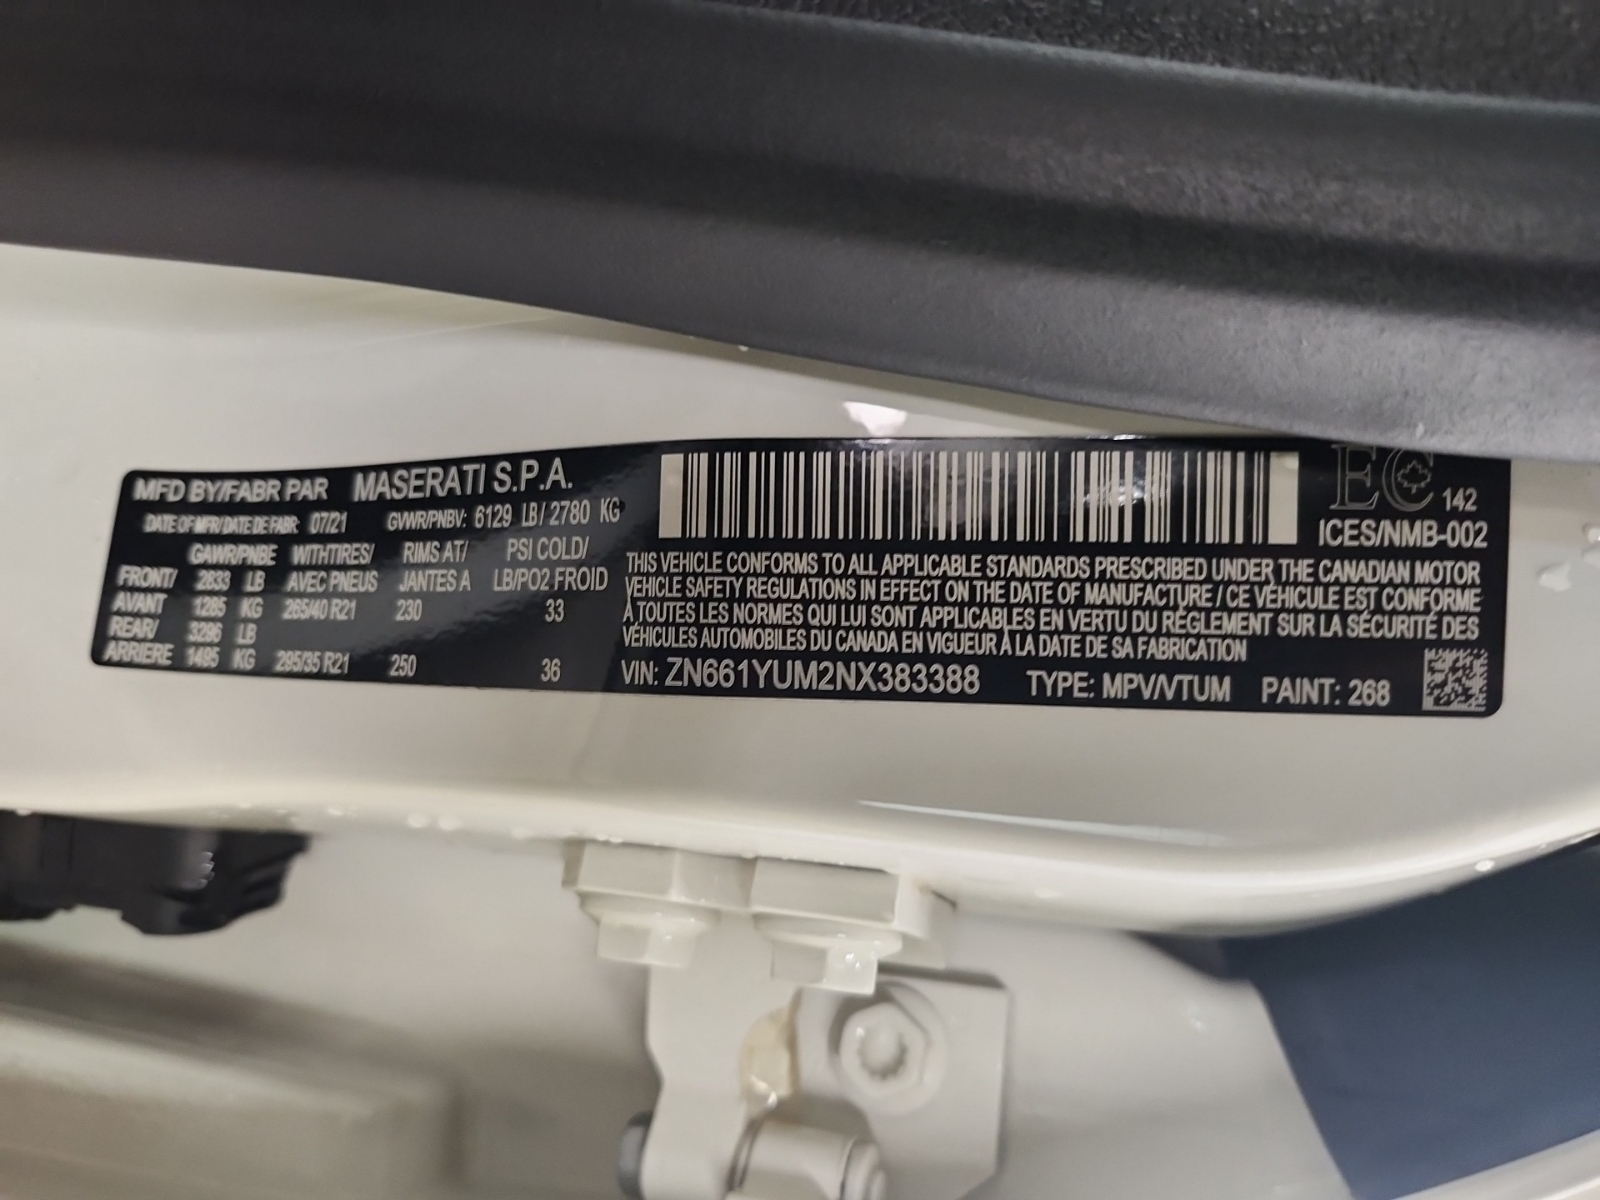 MFD BY/FABR PAR MASERATI S.P.A.
DATE OF MFR/DATE DE FABR: 07/21 GVWR/PNBV: 6129 LB / 2780 KG
GAWR/PNBE WITHTIRES/ RIMS AT/ PSI COLD/
FRONT/ 2833 LB AVEC PNEUS JANTES A LB/PO2 FROID
AVANT 1285 KG 265/40 R21 230 33
REAR/ 3296 LB
ARRIERE 1495 KG 295/35 R21 250 36
EC 142
ICES/NMB-002
THIS VEHICLE CONFORMS TO ALL APPLICABLE STANDARDS PRESCRIBED UNDER THE CANADIAN MOTOR
VEHICLE SAFETY REGULATIONS IN EFFECT ON THE DATE OF MANUFACTURE / CE VÉHICULE EST CONFORME
À TOUTES LES NORMES QUI LUI SONT APPLICABLES EN VERTU DU RÈGLEMENT SUR LA SÉCURITÉ DES
VÉHICULES AUTOMOBILES DU CANADA EN VIGUEUR À LA DATE DE SA FABRICATION
VIN: ZN661YUM2NX383388 TYPE: MPV/VTUM PAINT: 268